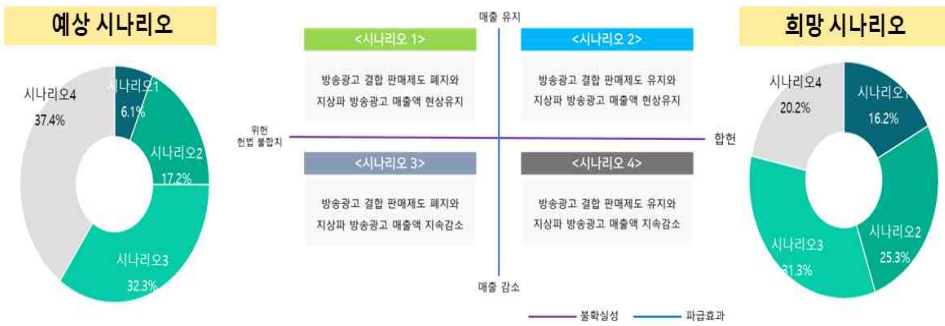 예상 시나리오
시나리오1
6.1%
시나리오2
17.2%
시나리오3
32.3%
시나리오4
37.4%
매출 유지
<시나리오 1>
방송광고 결합 판매제도 폐지와
지상파 방송광고 매출액 현상유지
<시나리오 2>
방송광고 결합 판매제도 유지와
지상파 방송광고 매출액 현상유지
위헌
헌법 불합지
합헌
<시나리오 3>
방송광고 결합 판매제도 폐지와
지상파 방송광고 매출액 지속감소
<시나리오 4>
방송광고 결합 판매제도 유지와
지상파 방송광고 매출액 지속감소
매출 감소
불확실성
파급효과
희망 시나리오
시나리오1
16.2%
시나리오2
25.3%
시나리오3
31.3%
시나리오4
20.2%